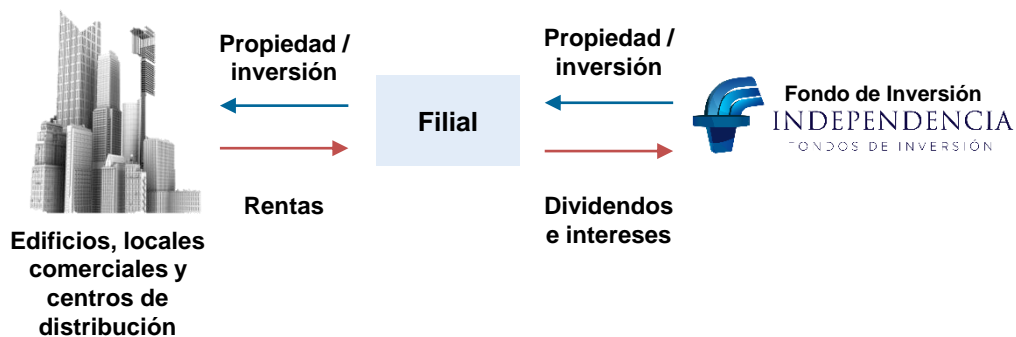 Propiedad /
inversión
Propiedad /
inversión
Filial
Fondo de Inversión
INDEPENDENCIA
FONDOS DE INVERSIÓN
Rentas
Dividendos
e intereses
Edificios, locales
comerciales y
centros de
distribución